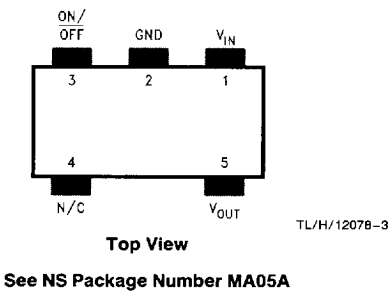 ON/
OFF
GND
VIN
3
2
1
4
5
N/C
VOUT
TL/H/12078-3
Top View
See NS Package Number MA05A